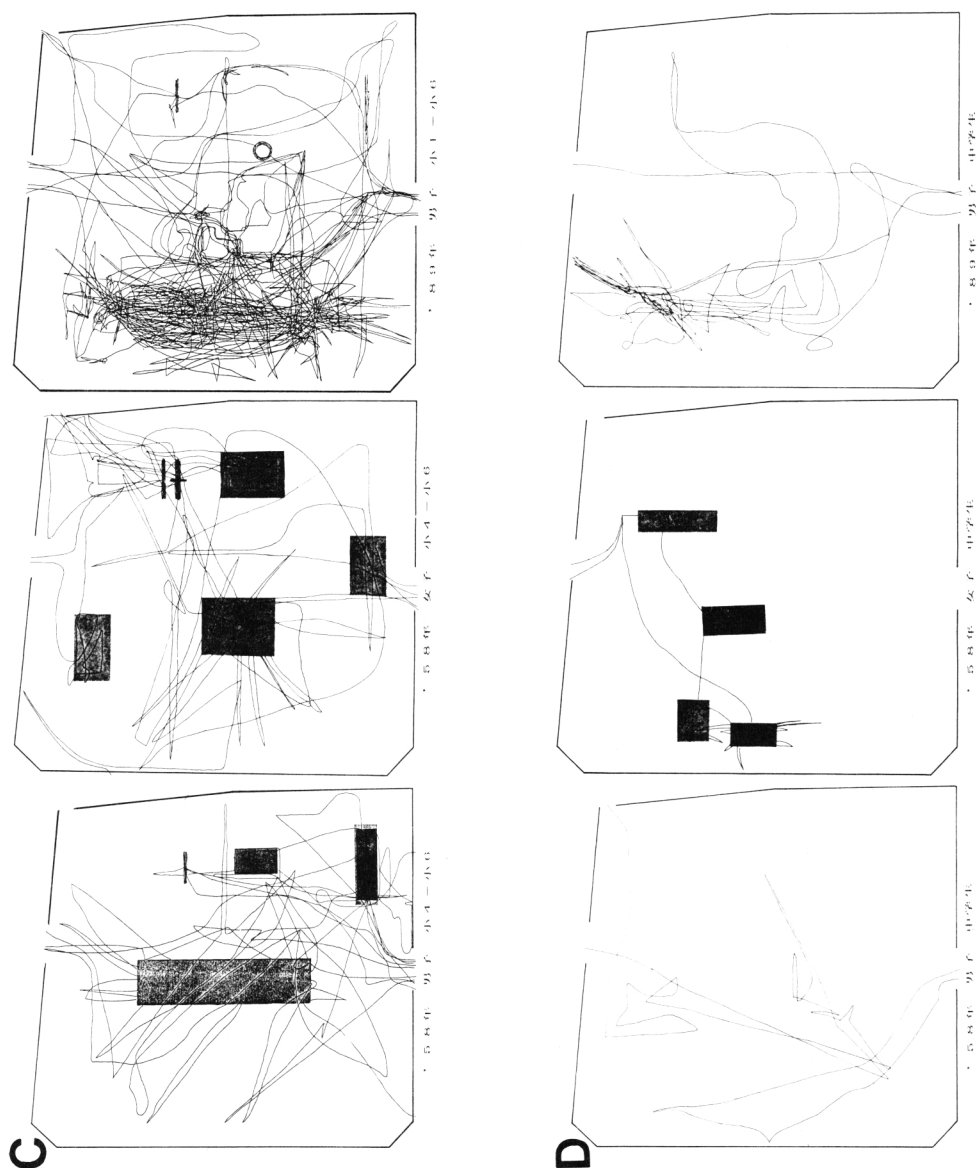 C
'58年 男子 小4−小6
'58年 女子 小4−小6
'89年 男子 小1−小6
D
'58年 男子 中学生
'58年 女子 中学生
'89年 男子 中学生